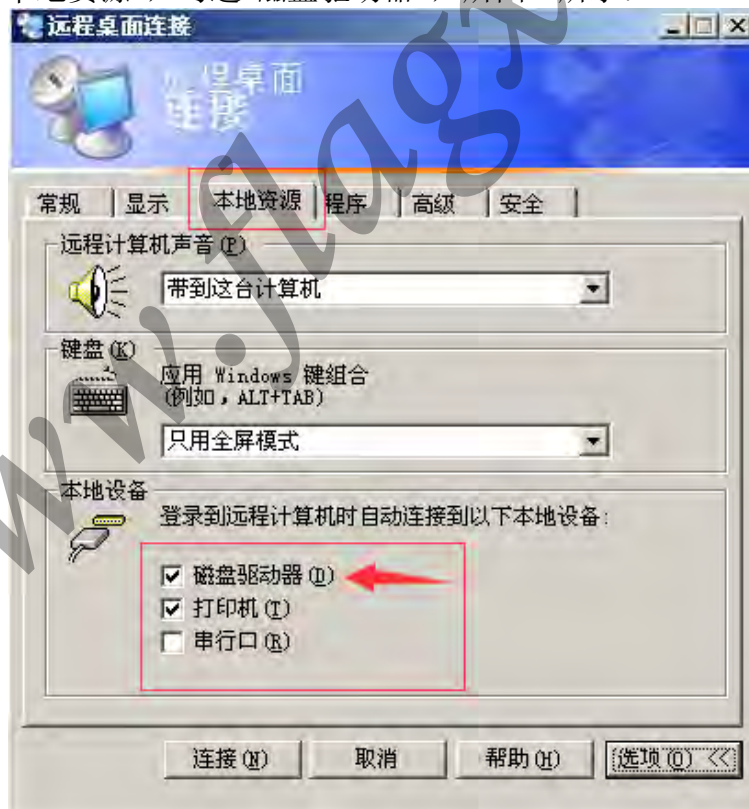 远程桌面连接
远程桌面
连接
常规
显示
本地资源
程序
高级
安全
远程计算机声音(P)
带到这台计算机
键盘(K)
应用 Windows 键组合
(例如，ALT+TAB)
只用全屏模式
本地设备
登录到远程计算机时自动连接到以下本地设备:
磁盘驱动器(D)
打印机(T)
串行口(R)
连接(N)
取消
帮助(H)
选项(O) <<